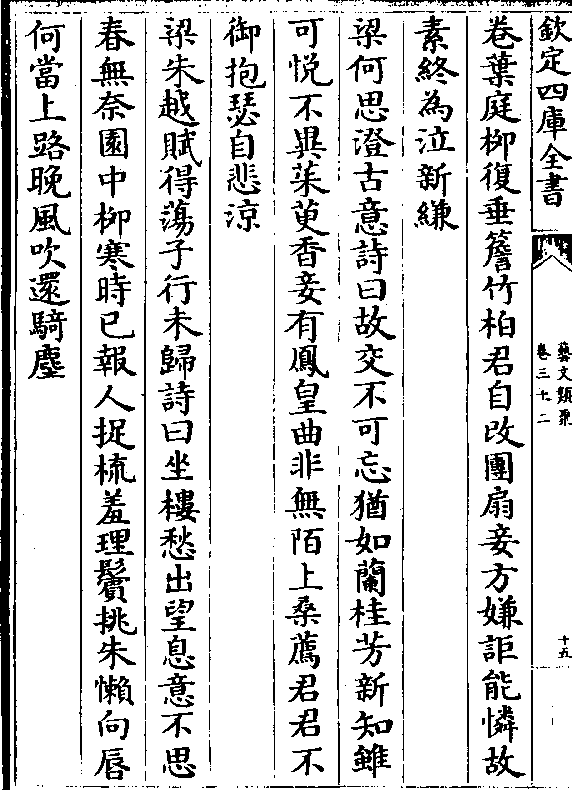 欽定四庫全書
藝文類聚
卷三十二
十五
卷葉庭柳復垂簷竹柏君自改團扇妾方嫌詎能憐故
素終為泣新縑
梁何思澄古意詩曰故交不可忘猶如蘭桂芳新知雖
可悦不異茱萸香妾有鳳皇曲非無陌上桑薦君君不
御抱瑟自悲涼
梁朱越賦得蕩子行未歸詩曰坐樓愁出望息意不思
春無奈園中柳寒時已報人捉梳羞理鬢挑朱懶向唇
何當上路晚風吹還騎塵